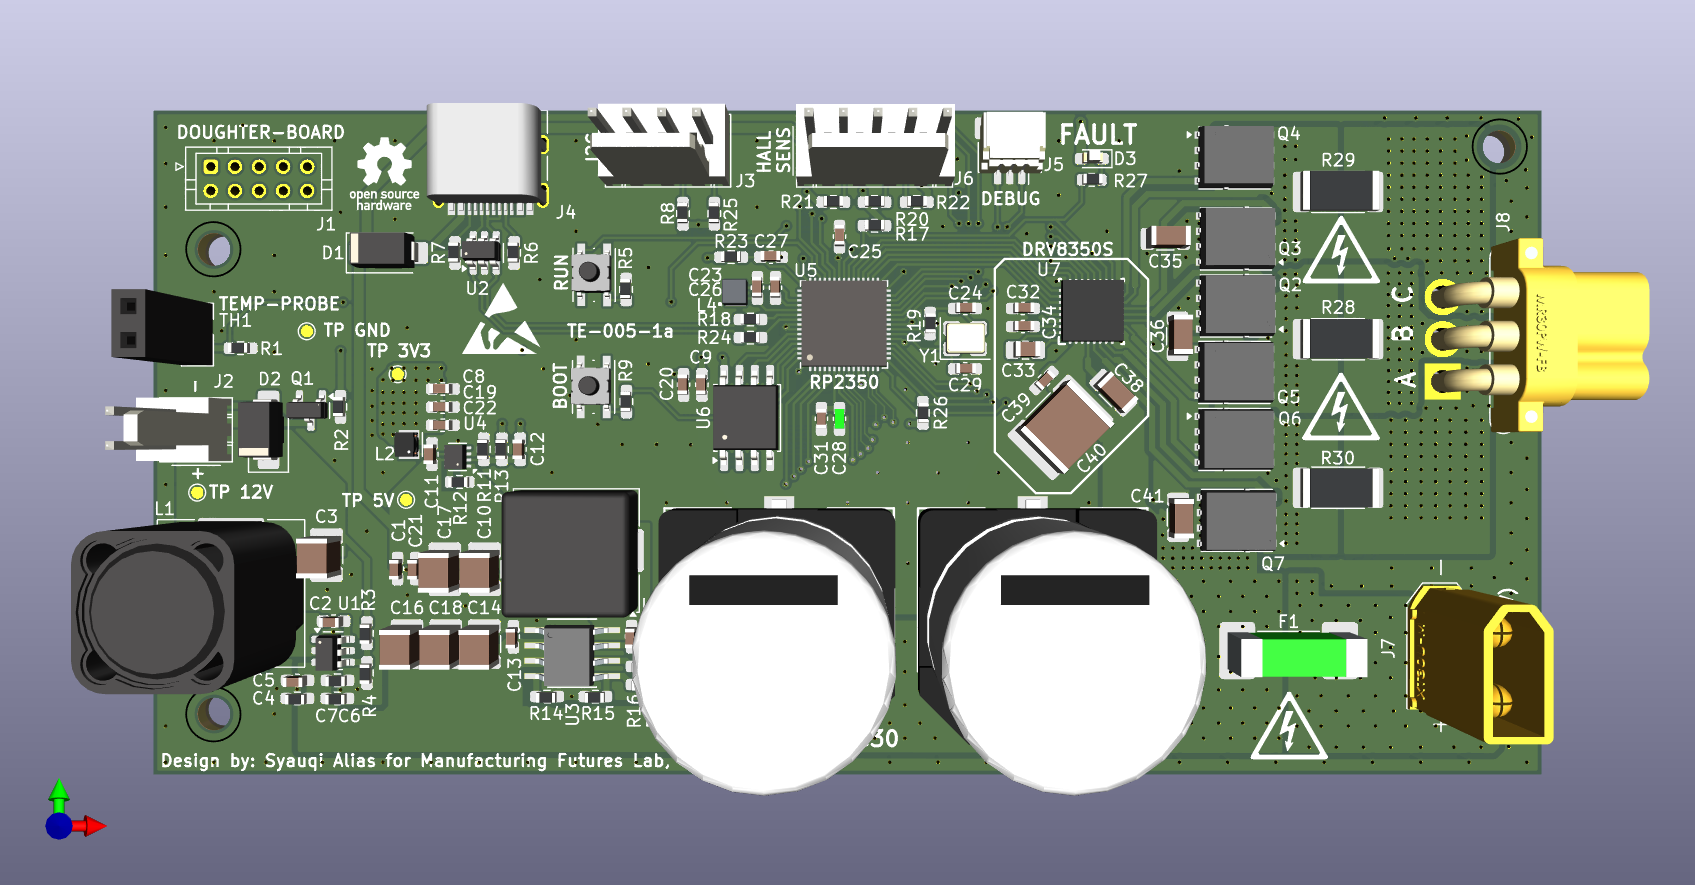 DOUGHTER-BOARD
open source
hardware
J1
D1
R7
U2
R6
J4
J3
R8
R25
HALL
SENS
J6
R21
R22
R20
R17
C25
J5
DEBUG
FAULT
D3
R27
Q4
R29
J8
RUN
R5
R23
C27
C23
C26
L4
U5
R18
R24
DRV8350S
U7
C35
Q3
Q2
TEMP-PROBE
TH1
TP GND
R1
TP 3V3
TE-005-1a
RP2350
C24
R19
Y1
C29
C32
C34
C33
C36
R28
C
B
A
J2
D2
Q1
R2
C8
C19
C22
U4
L2
BOOT
R9
C20
C9
U6
C31
C28
R26
C39
C38
C40
Q5
Q6
R30
+
TP 12V
TP 5V
C11
R12
R11
R13
C12
C41
Q7
L1
C3
C1
C21
C17
C10
C2
U1
R3
C16
C18
C14
C13
C5
C4
C7
C6
R4
R14
U3
R15
R16
F1
J7
+
30
Design by: Syauqi Alias for Manufacturing Futures Lab,